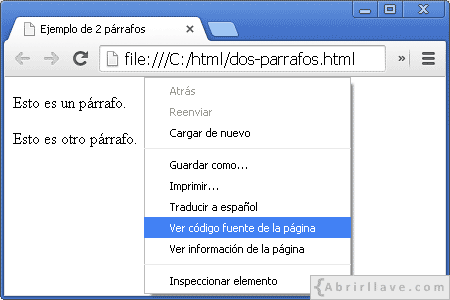 Ejemplo de 2 párrafos
file:///C:/html/dos-parrafos.html
»
Esto es un párrafo.
Esto es otro párrafo.
Atrás
Reenviar
Cargar de nuevo
Guardar como...
Imprimir...
Traducir a español
Ver código fuente de la página
Ver información de la página
Inspeccionar elemento
{Abrirllave.com